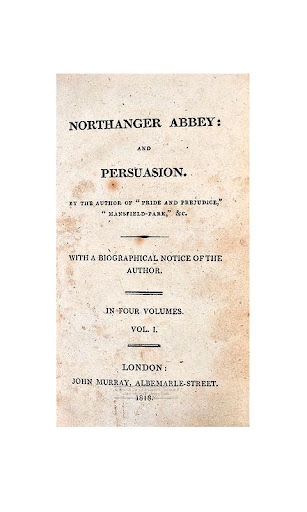 NORTHANGER ABBEY:
AND
PERSUASION.
BY THE AUTHOR OF "PRIDE AND PREJUDICE,"
"MANSFIELD-PARK," &C.
WITH A BIOGRAPHICAL NOTICE OF THE
AUTHOR.
IN FOUR VOLUMES.
VOL. I.
LONDON:
JOHN MURRAY, ALBEMARLE-STREET.
1818.